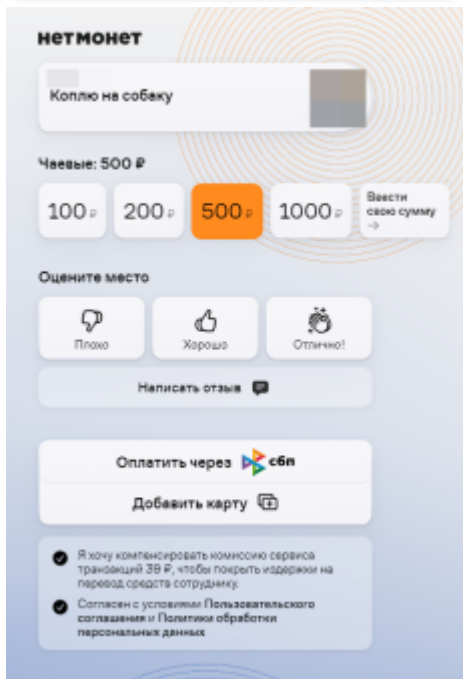 нетмонет
Коплю на собаку
Чаевые: 500 ₽
100 ₽ 200 ₽ 500 ₽ 1000 ₽ Ввести
свою сумму
→
Оцените место
Плохо Хорошо Отлично!
Написать отзыв
Оплатить через сбп
Добавить карту
Я хочу компенсировать комиссию сервиса
транзакций 39 ₽, чтобы покрыть издержки на
перевод средств сотруднику.
Согласен с условиями Пользовательского
соглашения и Политики обработки
персональных данных